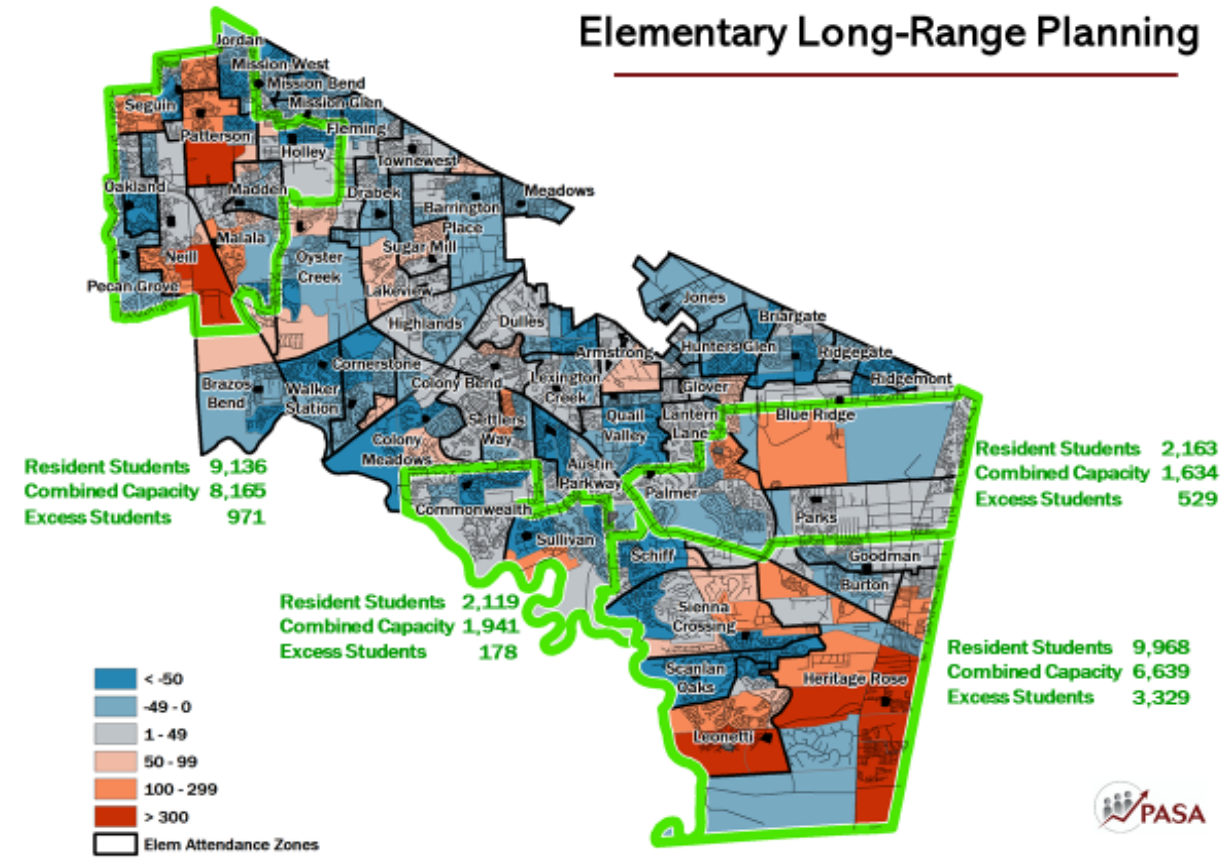 Elementary Long-Range Planning
Jordan
Mission West
Mission Bend
Mission Glen
Seguin
Fleming
Patterson
Holley
Townewest
Oakland
Madden
Drabek
Meadows
Barrington
Place
Malala
Sugar Mill
Neill
Oyster
Creek
Pecan Grove
Lakeview
Jones
Highlands
Dulles
Briargate
Armstrong
Hunters Glen
Ridgegate
Cornerstone
Ridgemont
Brazos
Bend
Walker
Station
Colony Bend
Lexington
Creek
Glover
Settlers
Way
Quail
Valley
Lantern
Lane
Blue Ridge
Colony
Meadows
Austin
Parkway
Palmer
Commonwealth
Parks
Sullivan
Schiff
Goodman
Burton
Sienna
Crossing
Scanlan
Oaks
Heritage Rose
Leonetti
Resident Students 9,136
Combined Capacity 8,165
Excess Students 971
Resident Students 2,163
Combined Capacity 1,634
Excess Students 529
Resident Students 2,119
Combined Capacity 1,941
Excess Students 178
Resident Students 9,968
Combined Capacity 6,639
Excess Students 3,329
< -50
-49 - 0
1 - 49
50 - 99
100 - 299
> 300
Elem Attendance Zones
PASA